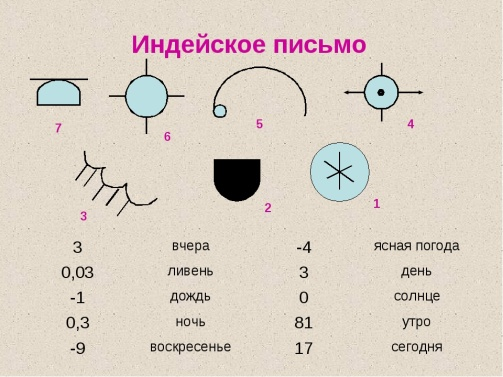 Индейское письмо
7
6
5
4
3
2
1
3 вчера -4 ясная погода
0,03 ливень 3 день
-1 дождь 0 солнце
0,3 ночь 81 утро
-9 воскресенье 17 сегодня